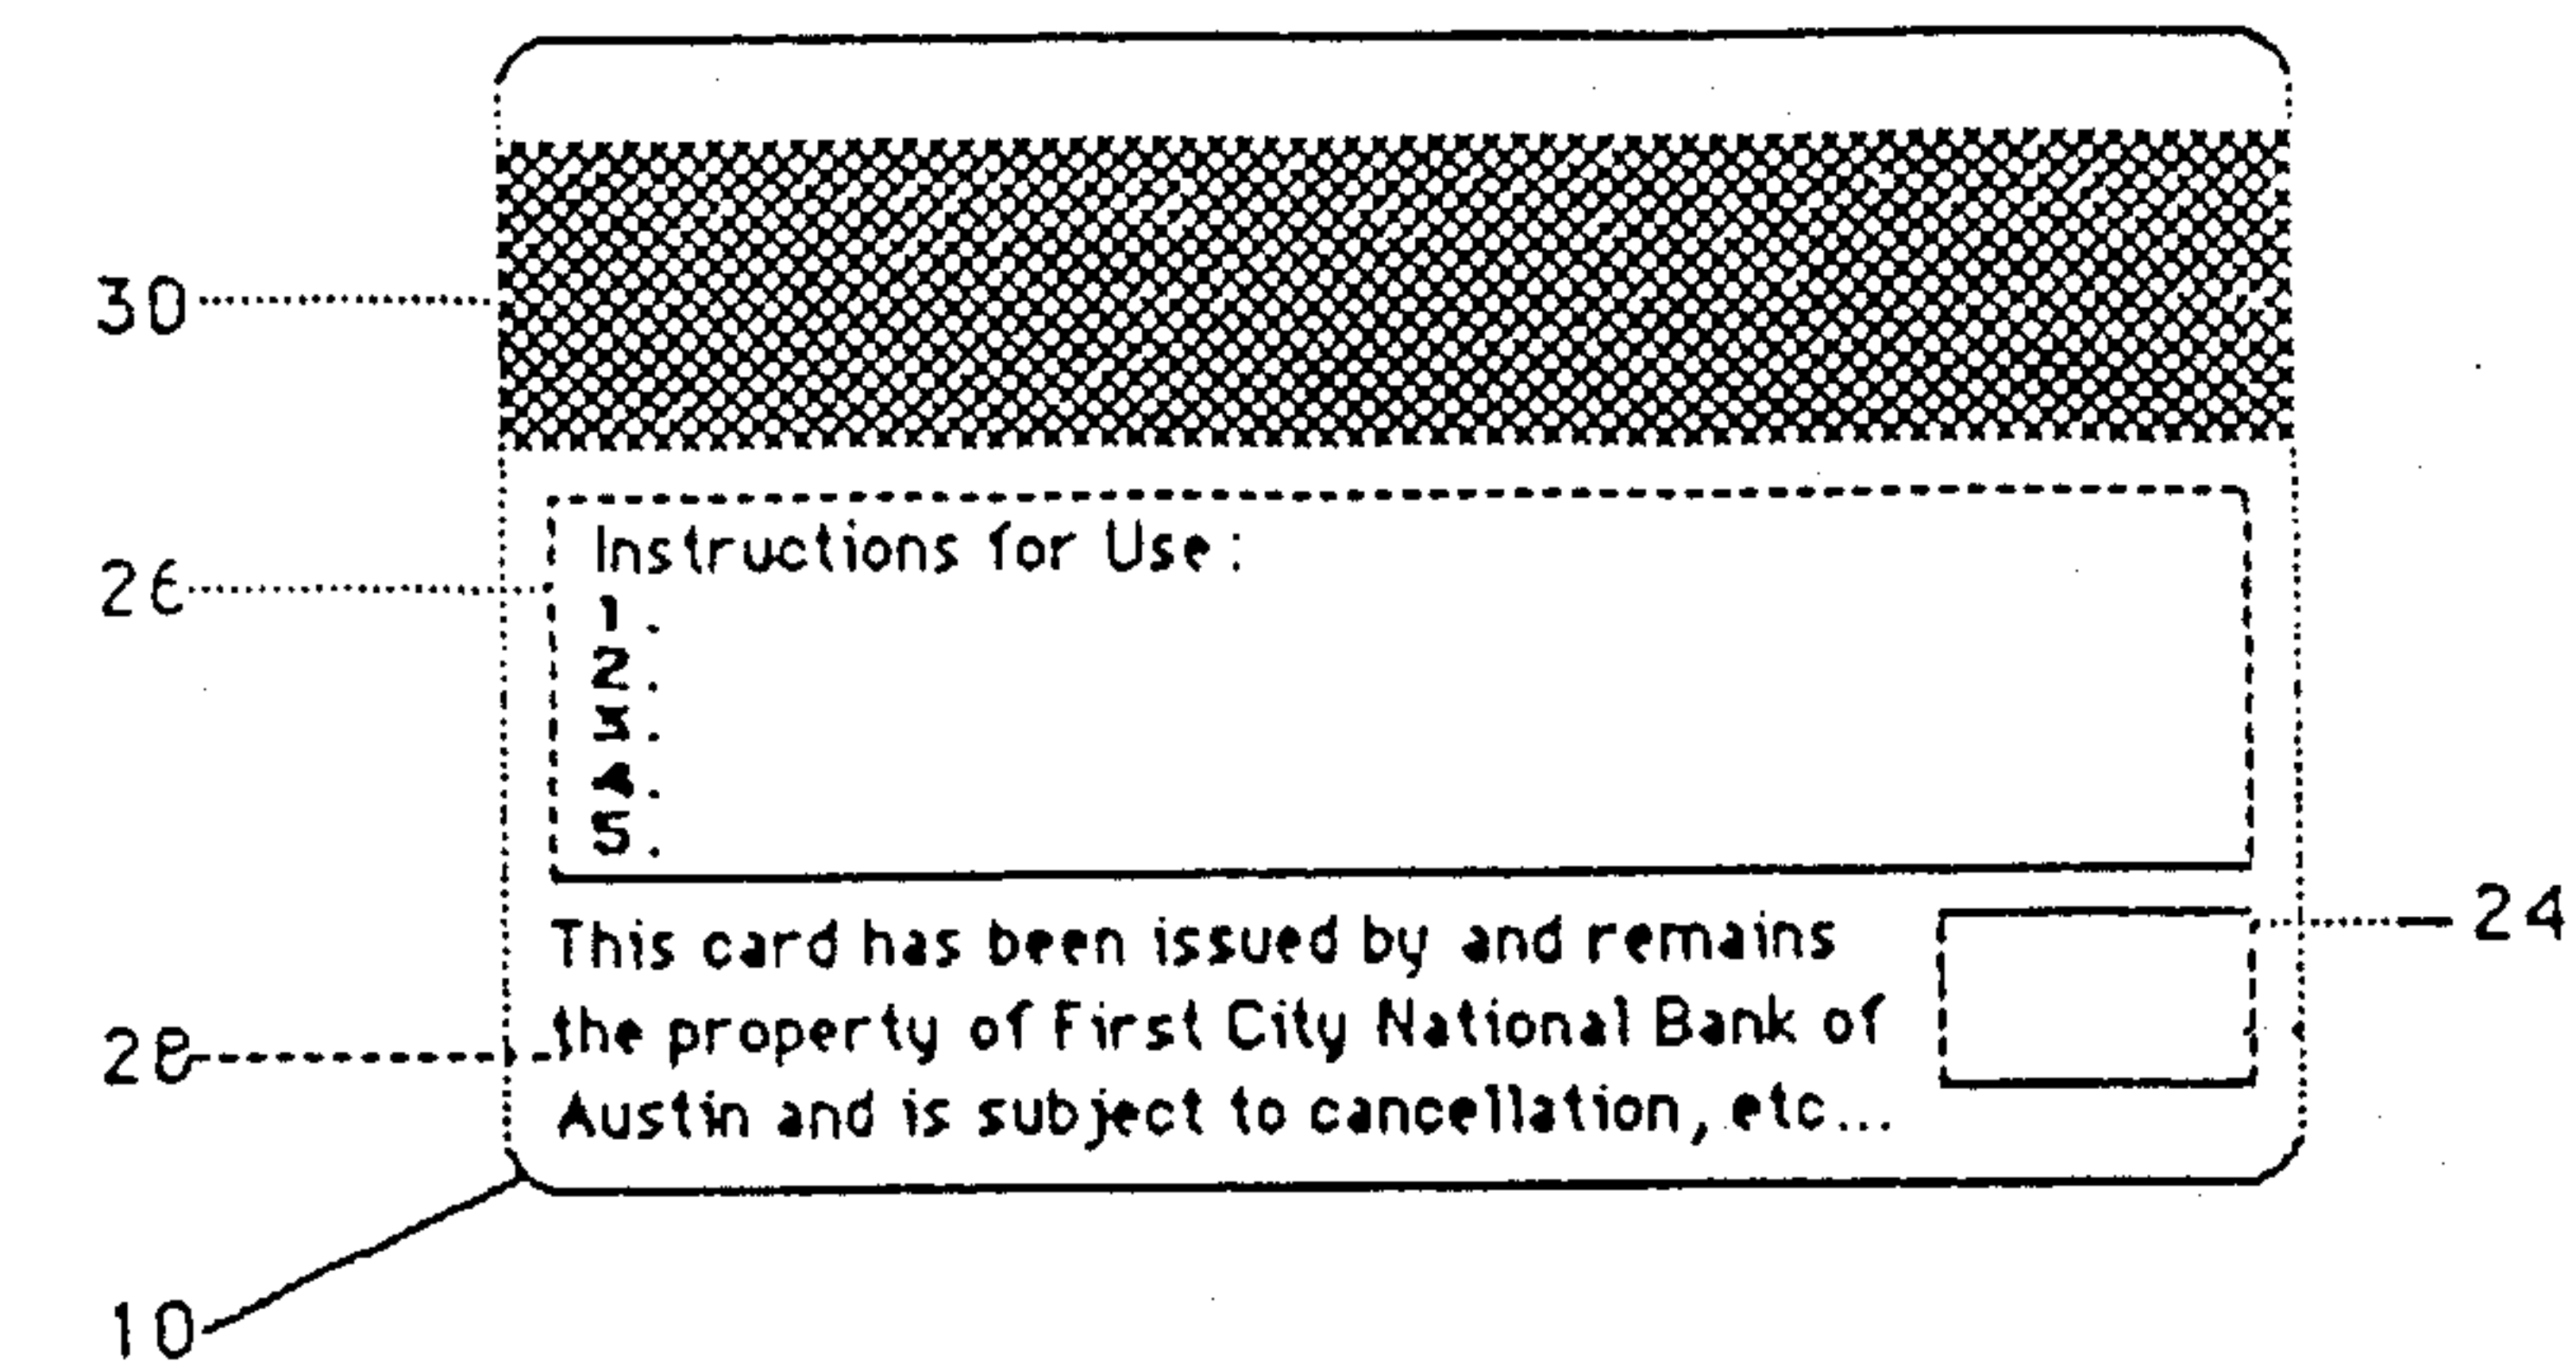 30
26
Instructions for Use:
1.
2.
3.
4.
5.
24
This card has been issued by and remains
the property of First City National Bank of
28
Austin and is subject to cancellation, etc...
10